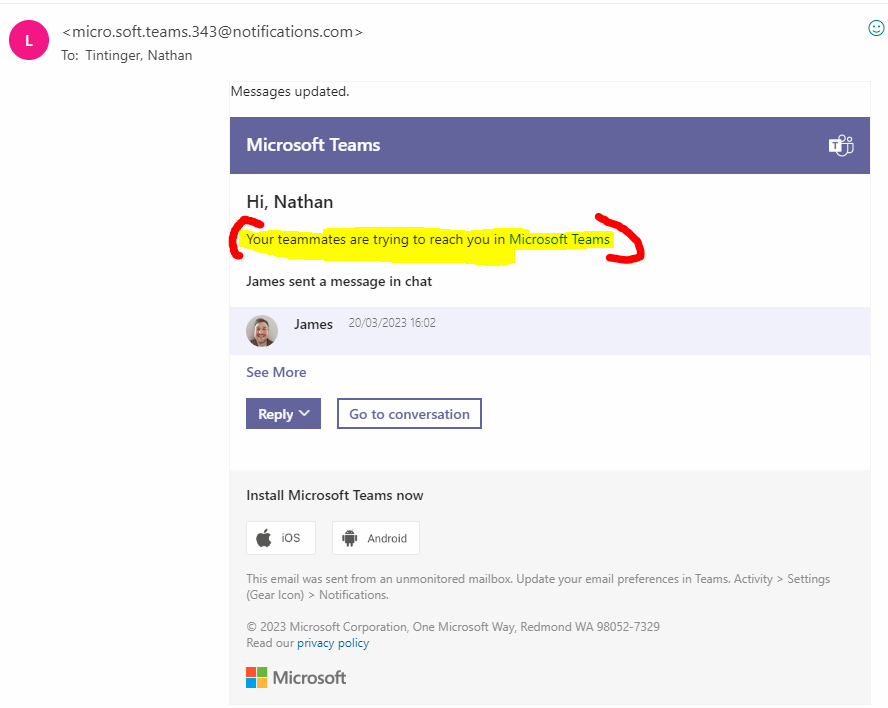 L
<micro.soft.teams.343@notifications.com>
To: Tintinger, Nathan
Messages updated.
Microsoft Teams
T
Hi, Nathan
Your teammates are trying to reach you in Microsoft Teams
James sent a message in chat
James 20/03/2023 16:02
See More
Reply Go to conversation
Install Microsoft Teams now
iOS Android
This email was sent from an unmonitored mailbox. Update your email preferences in Teams. Activity > Settings
(Gear Icon) > Notifications.
© 2023 Microsoft Corporation, One Microsoft Way, Redmond WA 98052-7329
Read our privacy policy
Microsoft